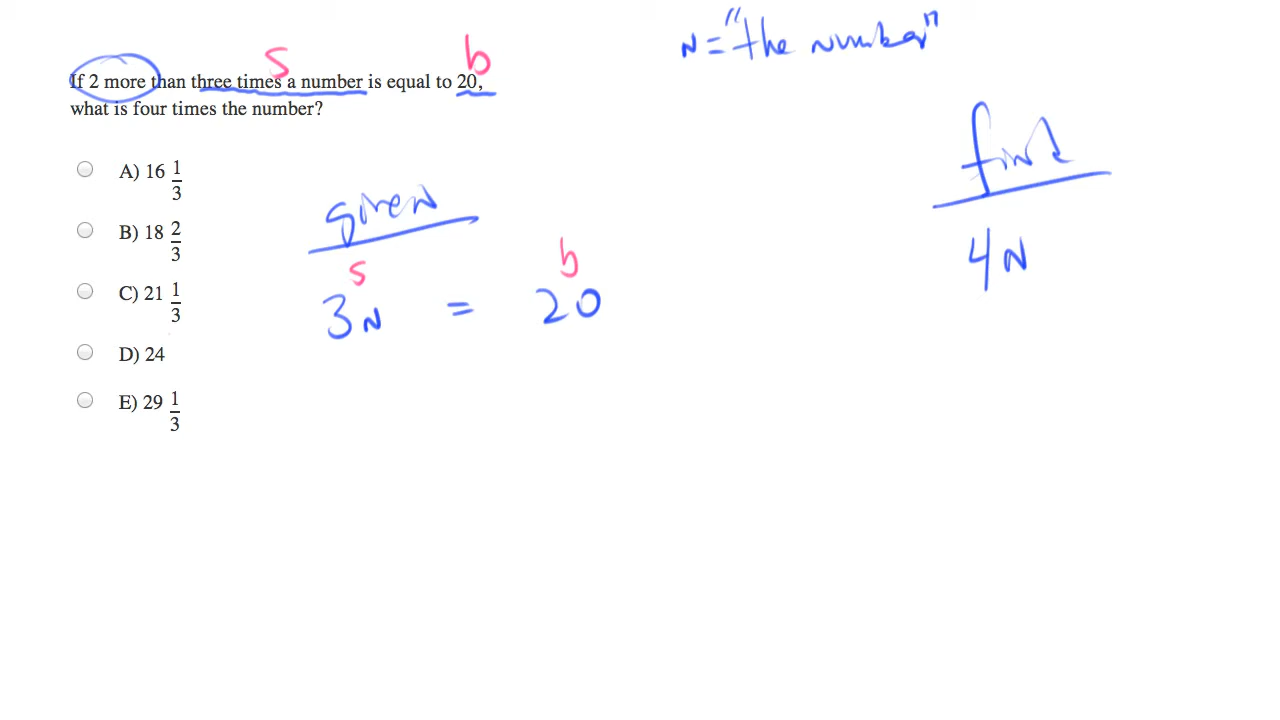 N = "the number"
s b
If 2 more than three times a number is equal to 20,
what is four times the number?
find
A) 16 1/3
given
B) 18 2/3
4N
s b
C) 21 1/3
3N = 20
D) 24
E) 29 1/3